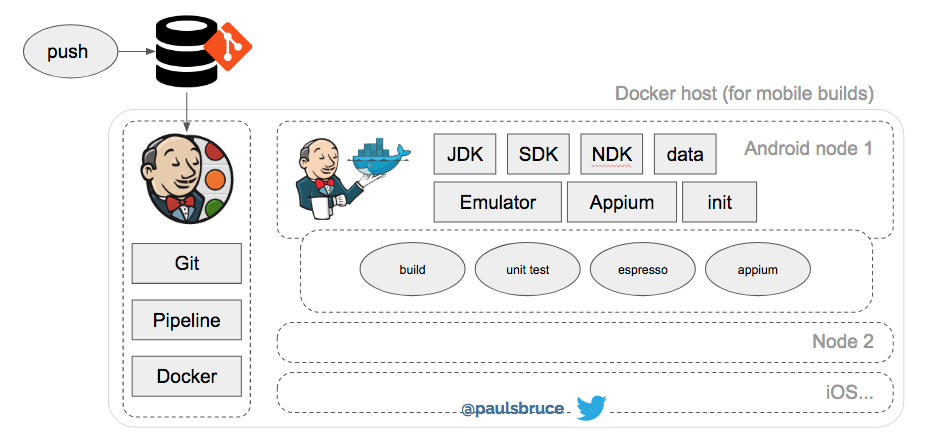 push
Docker host (for mobile builds)
JDK SDK NDK data Android node 1
Emulator Appium init
build unit test espresso appium
Git
Pipeline
Docker
Node 2
iOS...
@paulsbruce